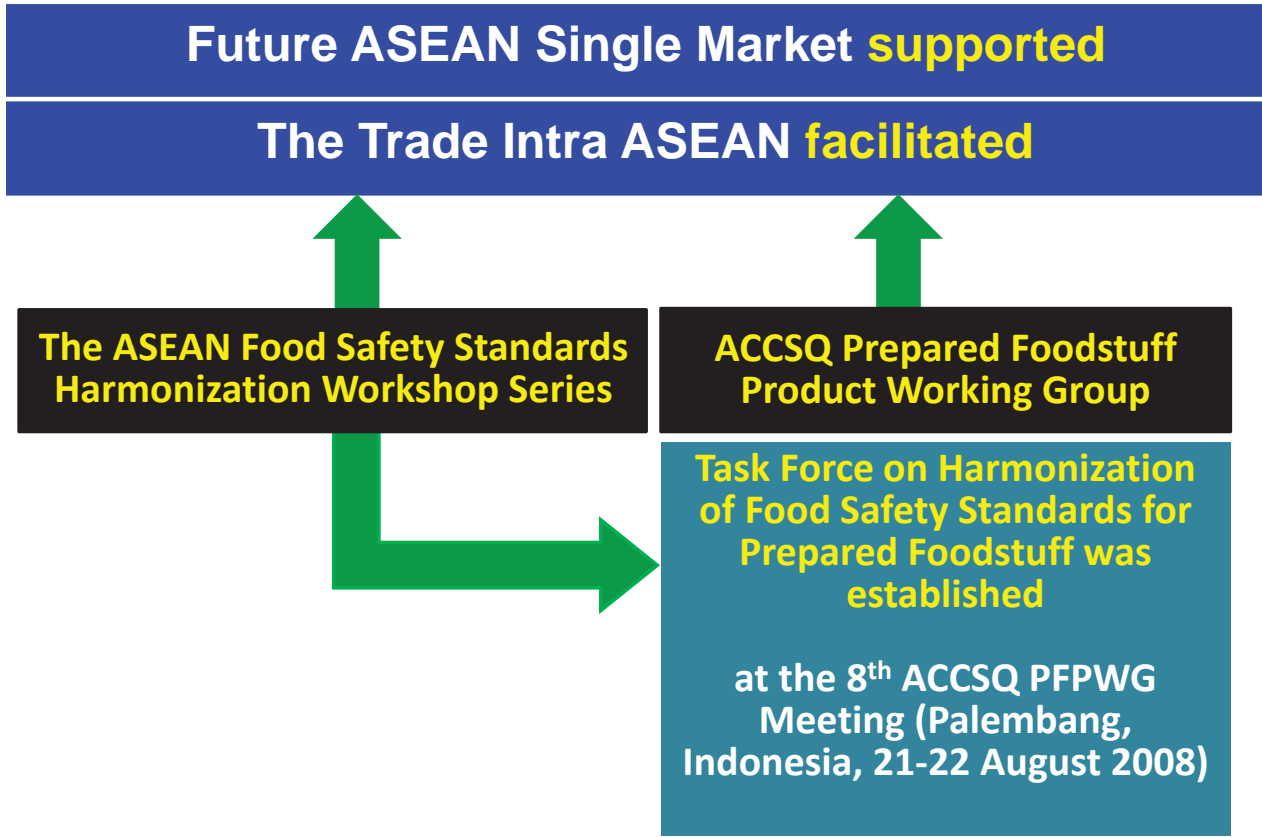 Future ASEAN Single Market supported
The Trade Intra ASEAN facilitated
The ASEAN Food Safety Standards
Harmonization Workshop Series
ACCSQ Prepared Foodstuff
Product Working Group
Task Force on Harmonization
of Food Safety Standards for
Prepared Foodstuff was
established
at the 8th ACCSQ PFPWG
Meeting (Palembang,
Indonesia, 21-22 August 2008)